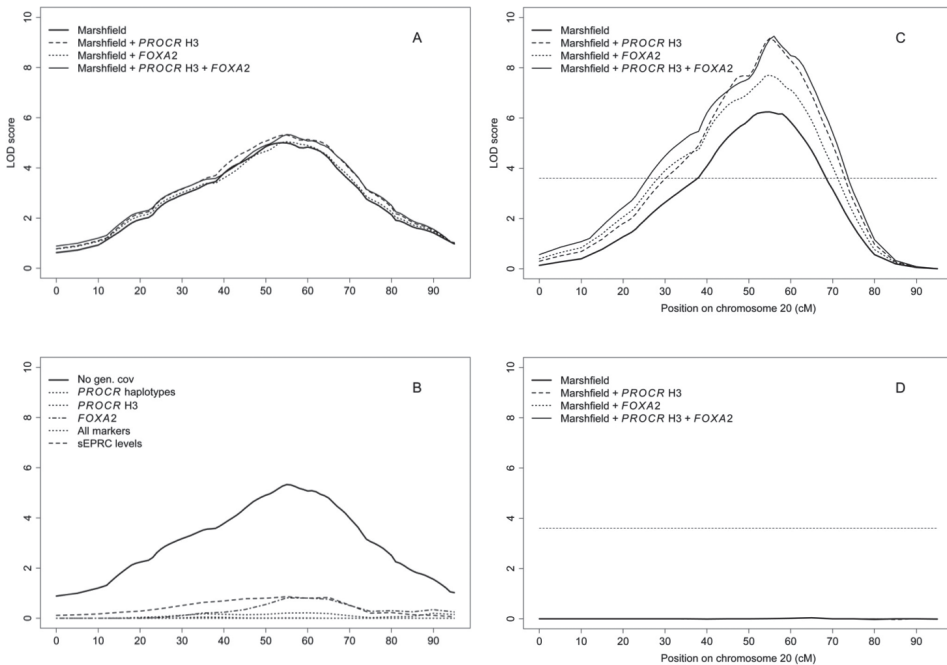 A
Marshfield
Marshfield + PROCR H3
Marshfield + FOXA2
Marshfield + PROCR H3 + FOXA2
LOD score
0 2 4 6 8 10
0 10 20 30 40 50 60 70 80 90
C
Marshfield
Marshfield + PROCR H3
Marshfield + FOXA2
Marshfield + PROCR H3 + FOXA2
LOD score
0 2 4 6 8 10
0 10 20 30 40 50 60 70 80 90
Position on chromosome 20 (cM)
B
No gen. cov
PROCR haplotypes
PROCR H3
FOXA2
All markers
sEPRC levels
0 2 4 6 8 10
0 10 20 30 40 50 60 70 80 90
D
Marshfield
Marshfield + PROCR H3
Marshfield + FOXA2
Marshfield + PROCR H3 + FOXA2
0 2 4 6 8 10
0 10 20 30 40 50 60 70 80 90
Position on chromosome 20 (cM)